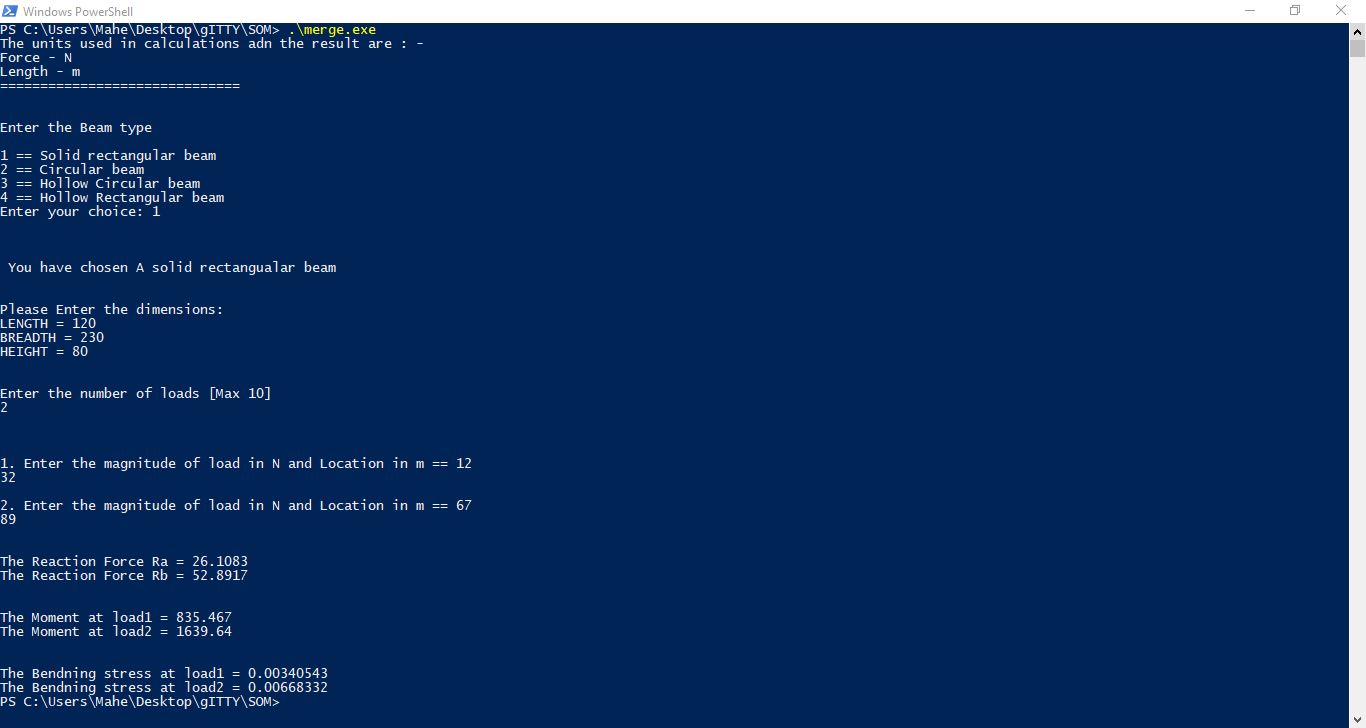 Windows PowerShell
PS C:\Users\Mahe\Desktop\gITTY\SOM> .\merge.exe
The units used in calculations adn the result are : -
Force - N
Length - m
==============================
Enter the Beam type
1 == Solid rectangular beam
2 == Circular beam
3 == Hollow Circular beam
4 == Hollow Rectangular beam
Enter your choice: 1
You have chosen A solid rectangualar beam
Please Enter the dimensions:
LENGTH = 120
BREADTH = 230
HEIGHT = 80
Enter the number of loads [Max 10]
2
1. Enter the magnitude of load in N and Location in m == 12
32
2. Enter the magnitude of load in N and Location in m == 67
89
The Reaction Force Ra = 26.1083
The Reaction Force Rb = 52.8917
The Moment at load1 = 835.467
The Moment at load2 = 1639.64
The Bendning stress at load1 = 0.00340543
The Bendning stress at load2 = 0.00668332
PS C:\Users\Mahe\Desktop\gITTY\SOM>